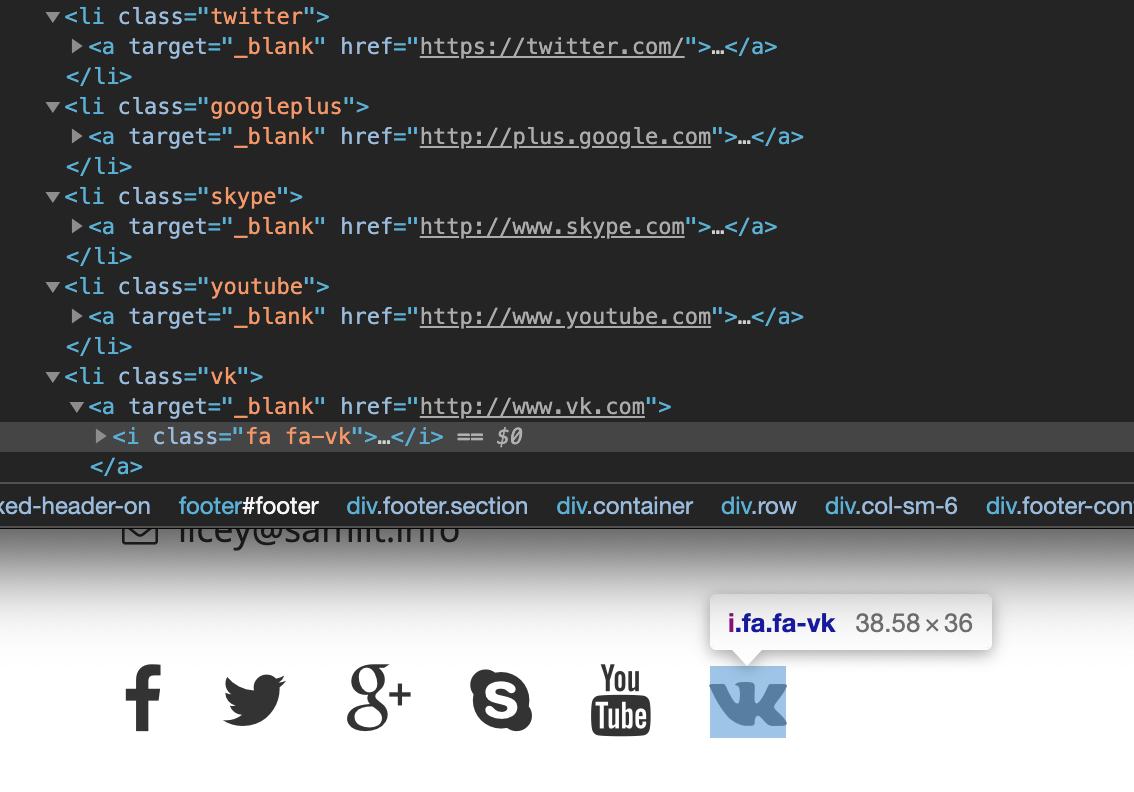 ▼<li class="twitter">
▶<a target="_blank" href="https://twitter.com/">…</a>
</li>
▼<li class="googleplus">
▶<a target="_blank" href="http://plus.google.com">…</a>
</li>
▼<li class="skype">
▶<a target="_blank" href="http://www.skype.com">…</a>
</li>
▼<li class="youtube">
▶<a target="_blank" href="http://www.youtube.com">…</a>
</li>
▼<li class="vk">
▼<a target="_blank" href="http://www.vk.com">
▶<i class="fa fa-vk">…</i> == $0
</a>
xed-header-on footer#footer div.footer.section div.container div.row div.col-sm-6 div.footer-con
i.fa.fa-vk 38.58×36
f g+ S You Tube VK